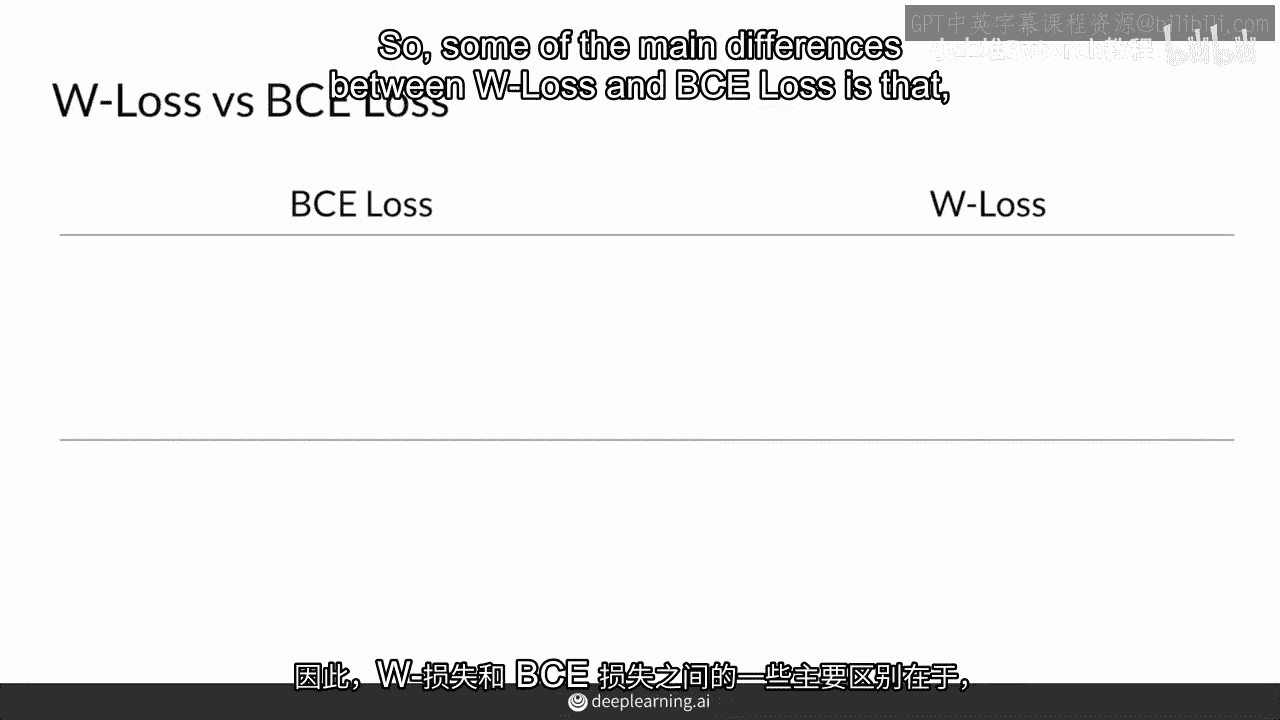 GPT中英字幕课程资源@bilibili.com
So, some of the main differences
between W-Loss and BCE Loss is that,
W-Loss vs BCE Loss
BCE Loss
W-Loss
因此，W-损失和 BCE 损失之间的一些主要区别在于，
deeplearning.ai